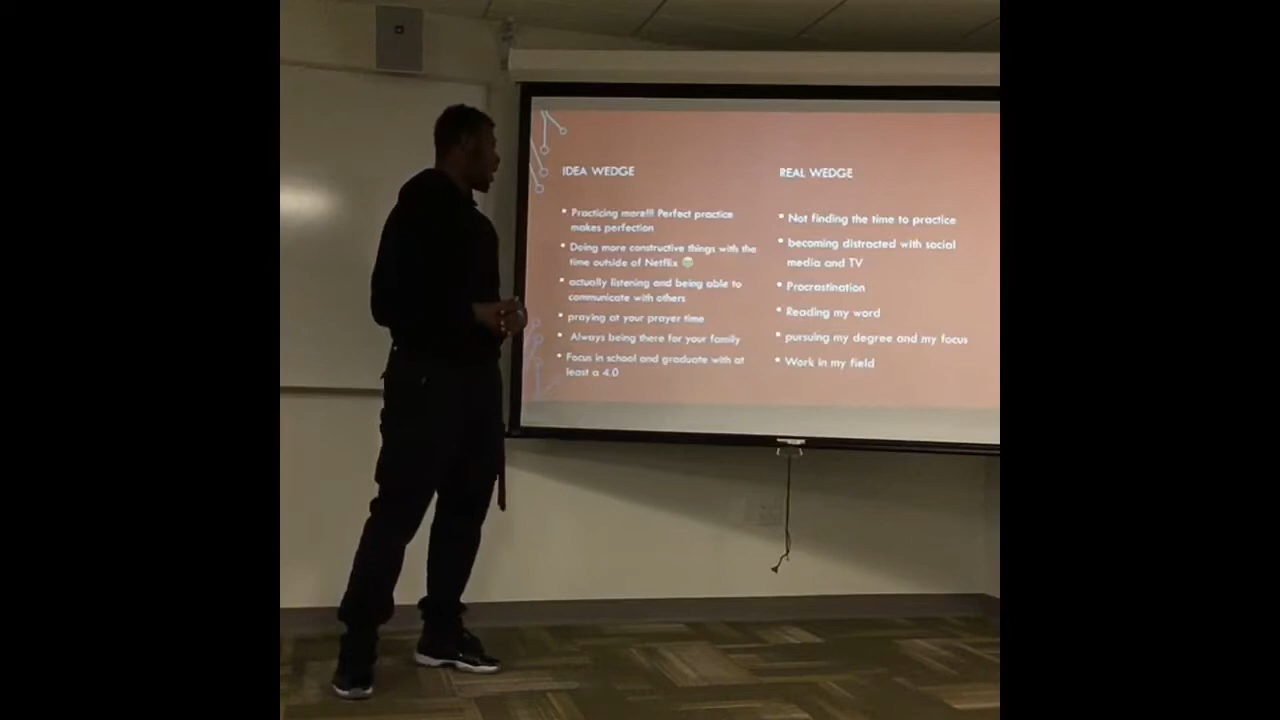 IDEA WEDGE
• Practicing more!!! Perfect practice
makes perfection
• Doing more constructive things with the
time outside of Netflix
• actually listening and being able to
communicate with others
• praying at your prayer time
• Always being there for your family
• Focus in school and graduate with at
least a 4.0
REAL WEDGE
• Not finding the time to practice
• becoming distracted with social
media and TV
• Procrastination
• Reading my word
• pursuing my degree and my focus
• Work in my field